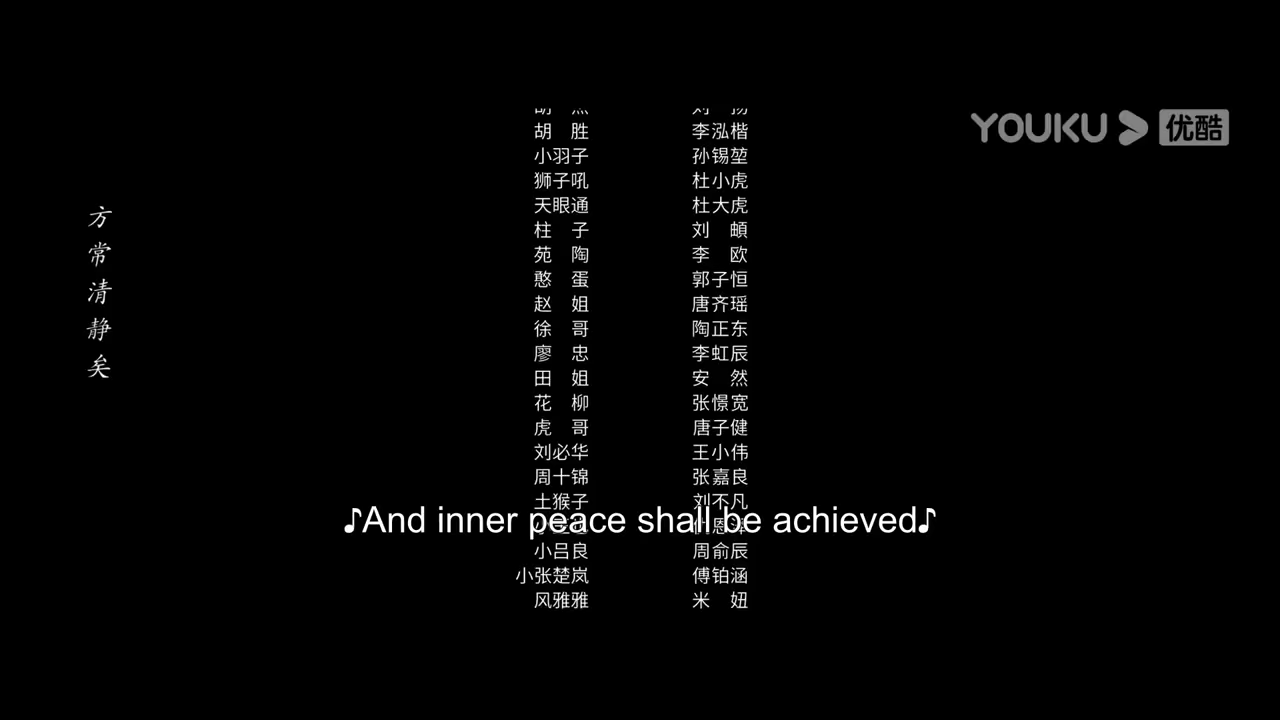 YOUKU 优酷
方常清静矣
胡 胜 李泓楷
小羽子 孙锡堃
狮子吼 杜小虎
天眼通 杜大虎
柱 子 刘 頔
苑 陶 李 欧
憨 蛋 郭子恒
赵 姐 唐齐瑶
徐 哥 陶正东
廖 忠 李虹辰
田 姐 安 然
花 柳 张憬宽
虎 哥 唐子健
刘必华 王小伟
周十锦 张嘉良
土猴子 刘不凡
♪And inner peace shall be achieved♪
小吕良 周俞辰
小张楚岚 傅铂涵
风雅雅 米 妞